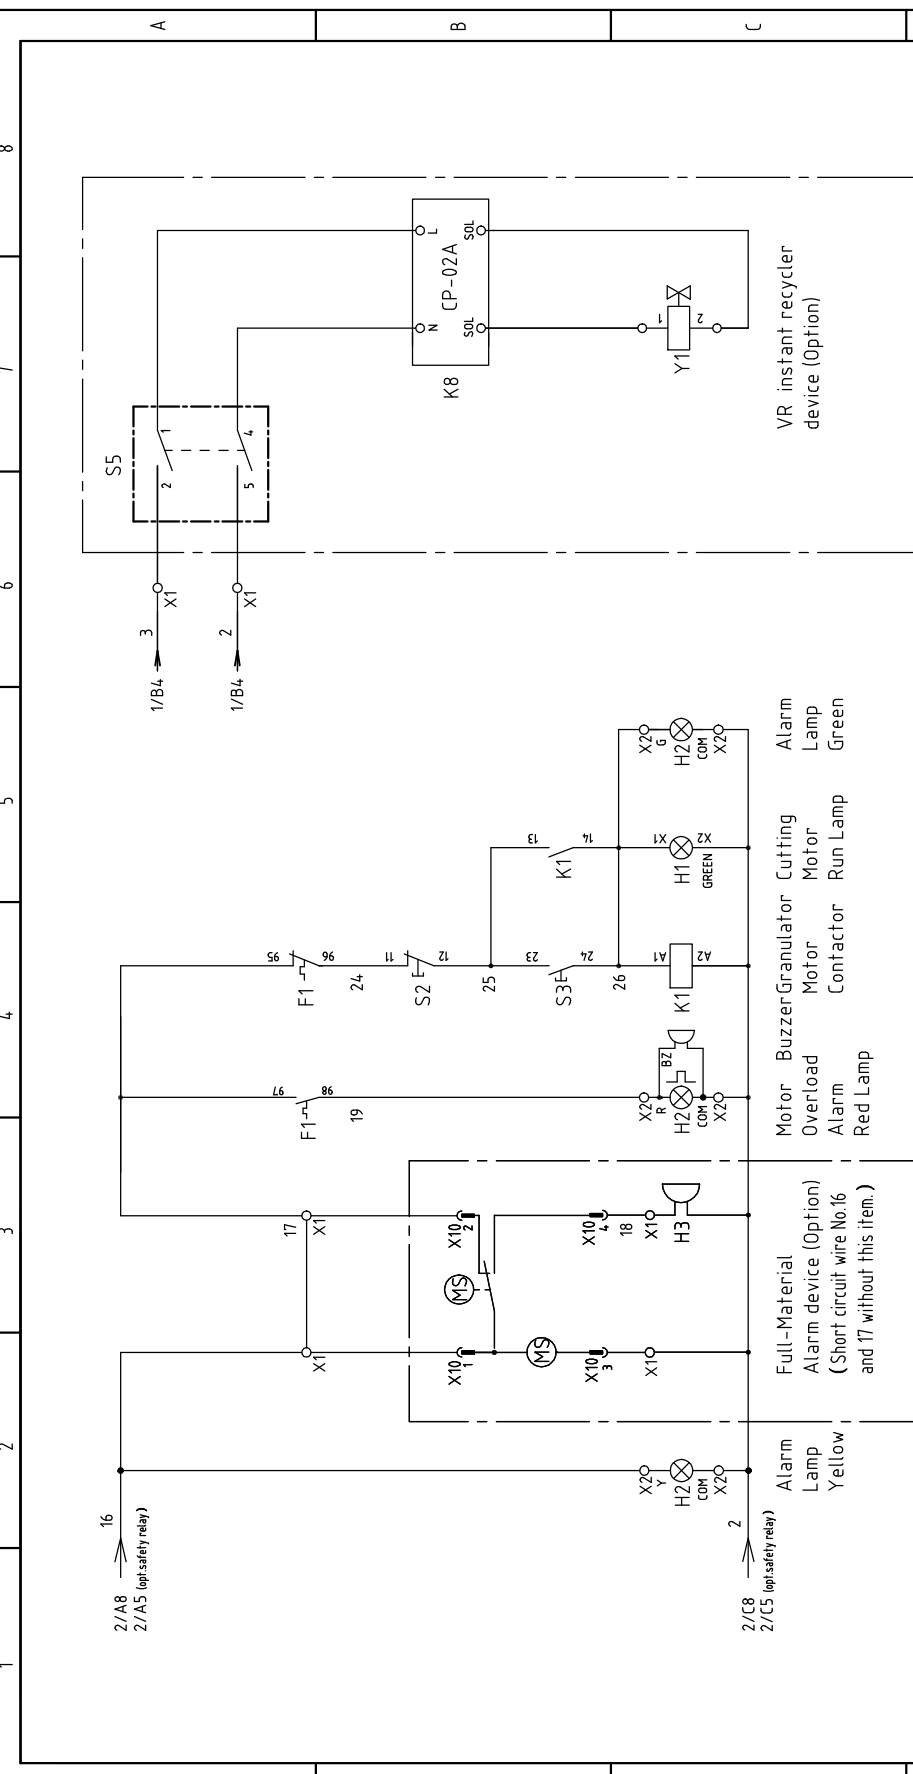 A
B
C
8
7
6
5
4
3
2
1
S5
1
2
4
5
3
X1
2
X1
1/B4
1/B4
L
N
CP-02A
SOL
SOL
K8
1
2
Y1
VR instant recycler
device (Option)
16
2/A8
2/A5 (opt.safety relay)
2
2/C8
2/C5 (opt.safety relay)
X2
Y
H2
COM
X2
Alarm
Lamp
Yellow
X1
17
X1
X10
1
X10
2
MS
MS
X10
3
X10
4
18
X1
X1
H3
Full-Material
Alarm device (Option)
(Short circuit wire No.16
and 17 without this item.)
97
98
F1
19
X2
R
H2
COM
X2
BZ
Motor
Overload
Alarm
Red Lamp
Buzzer
95
96
F1
24
11
12
S2
25
23
24
S3
26
A1
A2
K1
Granulator
Motor
Contactor
13
14
K1
X1
X2
H1
GREEN
Cutting
Motor
Run Lamp
X2
G
H2
COM
X2
Alarm
Lamp
Green